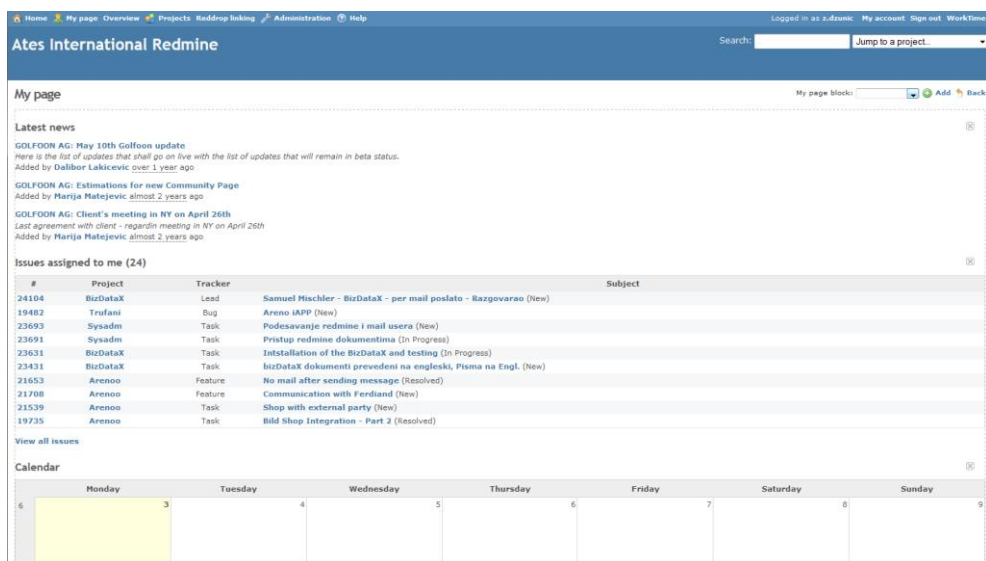 Home My page Overview Projects Reddrop linking Administration Help Logged in as z.dzunic My account Sign out WorkTime
Ates International Redmine Search: Jump to a project...
My page My page block: Add Back
Latest news
GOLFOON AG: May 10th Golfoon update
Here is the list of updates that shall go on live with the list of updates that will remain in beta status.
Added by Dalibor Lakicevic over 1 year ago
GOLFOON AG: Estimations for new Community Page
Added by Marija Matejevic almost 2 years ago
GOLFOON AG: Client's meeting in NY on April 26th
Last agreement with client - regardin meeting in NY on April 26th
Added by Marija Matejevic almost 2 years ago
Issues assigned to me (24)
# Project Tracker Subject
24104 BizDataX Lead Samuel Mischler - BizDataX - per mail poslato - Razgovarao (New)
19482 Trufani Bug Areno iAPP (New)
23693 Sysadm Task Podesavanje redmine i mail usera (New)
23691 Sysadm Task Pristup redmine dokumentima (In Progress)
23631 BizDataX Task Intstallation of the BizDataX and testing (In Progress)
23431 BizDataX Task bizDataX dokumenti prevedeni na engleski, Pisma na Engl. (New)
21653 Arenoo Feature No mail after sending message (Resolved)
21708 Arenoo Feature Communication with Ferdiand (New)
21539 Arenoo Task Shop with external party (New)
19735 Arenoo Task Bild Shop Integration - Part 2 (Resolved)
View all issues
Calendar
Monday Tuesday Wednesday Thursday Friday Saturday Sunday
6 3 4 5 6 7 8 9